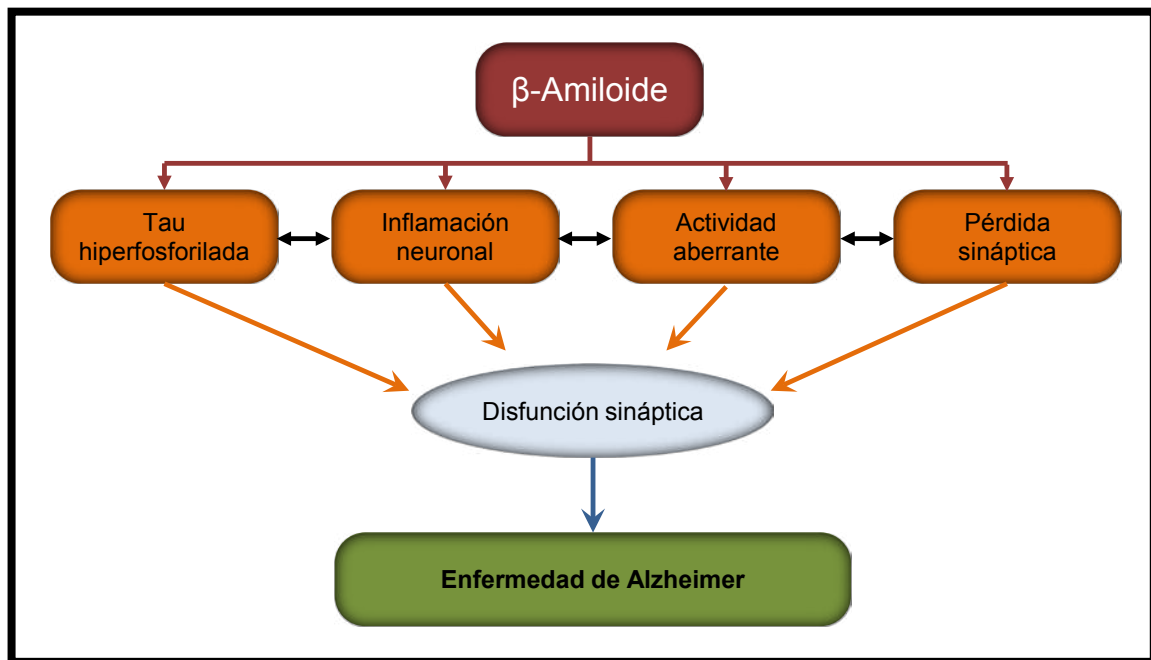 β-Amiloide
Tau
hiperfosforilada
Inflamación
neuronal
Actividad
aberrante
Pérdida
sináptica
Disfunción sináptica
Enfermedad de Alzheimer